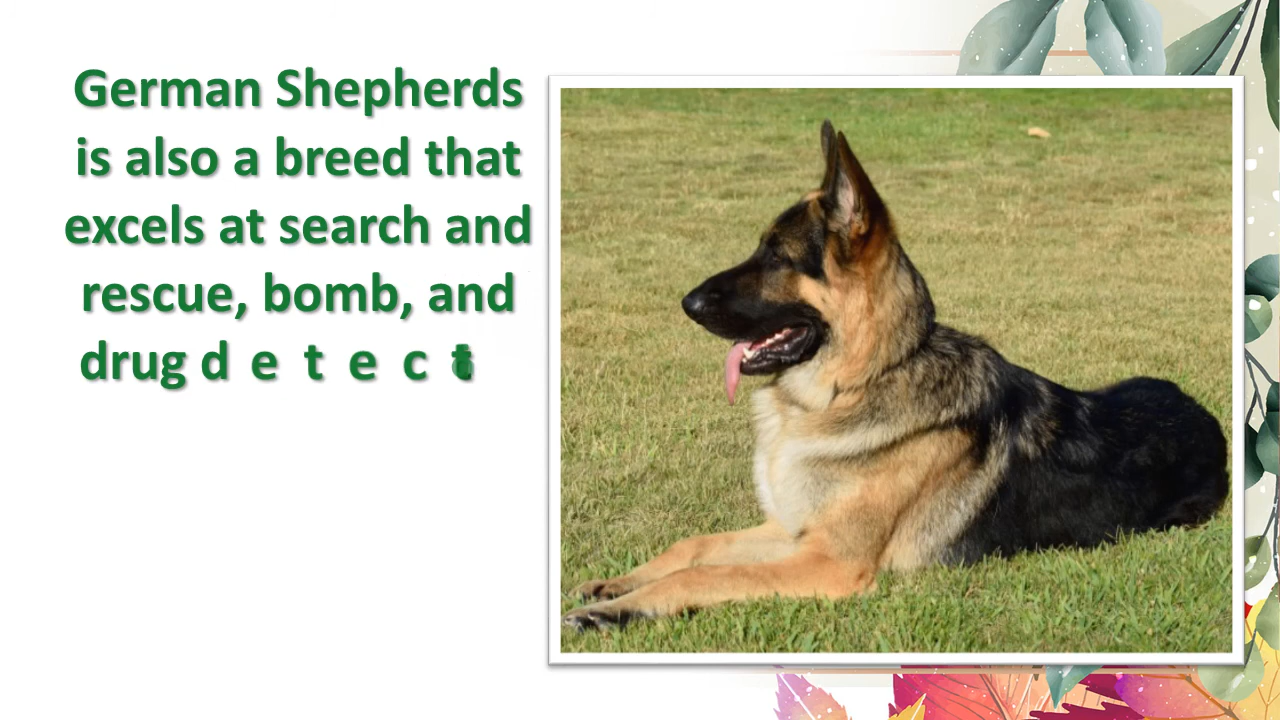 German Shepherds
is also a breed that
excels at search and
rescue, bomb, and
drug d e t e c t